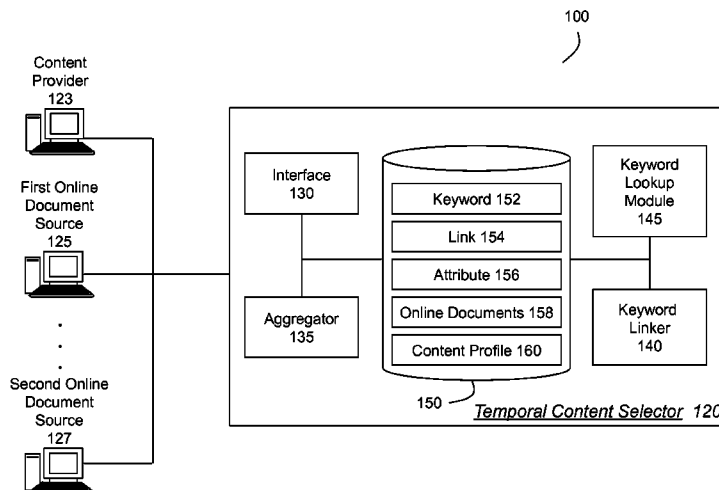 100
Content
Provider
123
First Online
Document
Source
125
Second Online
Document
Source
127
Interface
130
Aggregator
135
Keyword 152
Link 154
Attribute 156
Online Documents 158
Content Profile 160
150
Keyword
Lookup
Module
145
Keyword
Linker
140
Temporal Content Selector 120